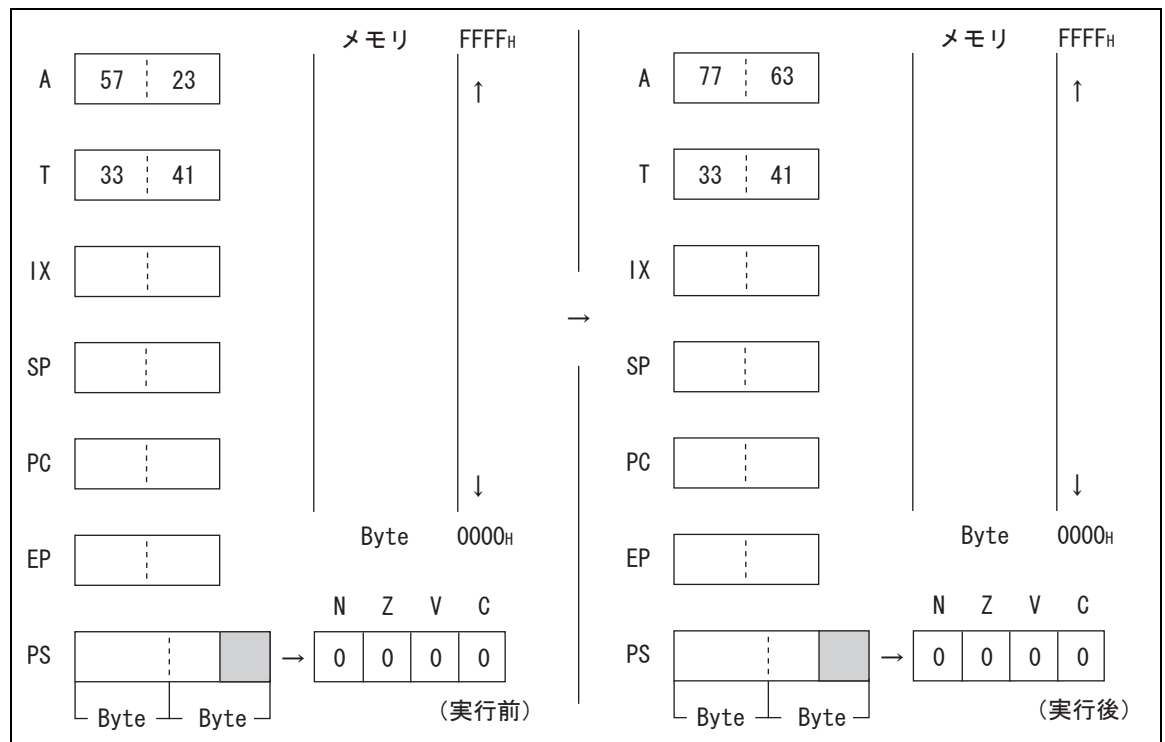 メモリ FFFFH
A 57 23
↑
T 33 41
IX
SP
PC
↓
Byte 0000H
EP
N Z V C
PS → 0 0 0 0
Byte Byte (実行前)
→
メモリ FFFFH
A 77 63
↑
T 33 41
IX
SP
PC
↓
Byte 0000H
EP
N Z V C
PS → 0 0 0 0
Byte Byte (実行後)